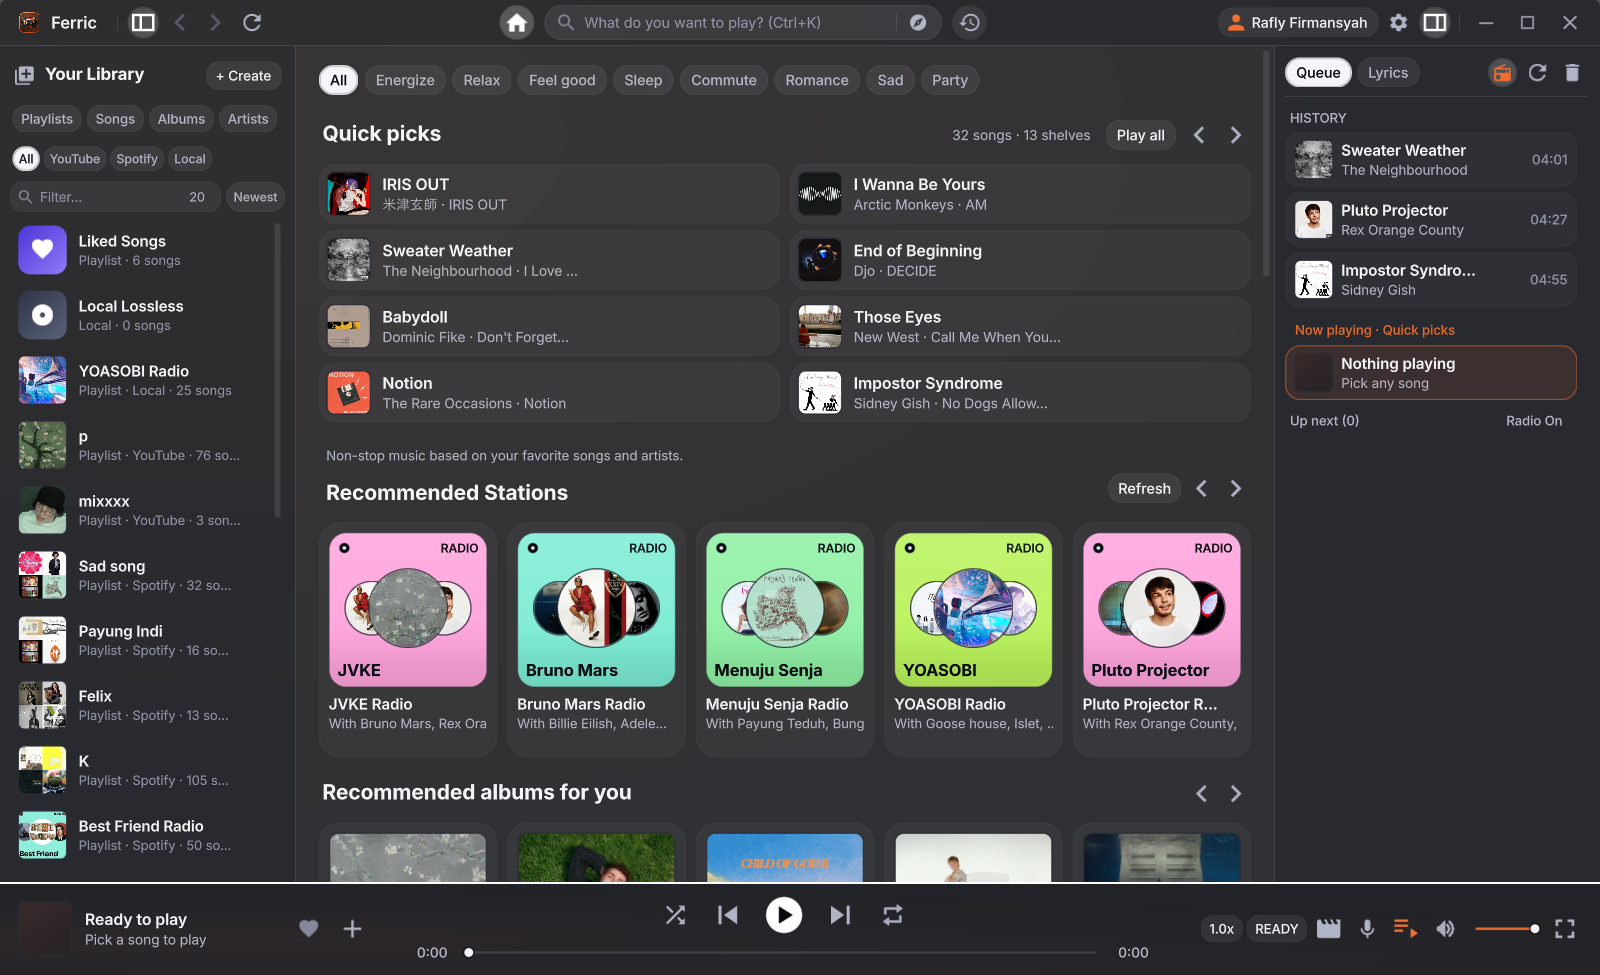 Ferric
What do you want to play? (Ctrl+K)
Rafly Firmansyah
Your Library
+ Create
Playlists
Songs
Albums
Artists
All
YouTube
Spotify
Local
Filter...
20
Newest
Liked Songs
Playlist · 6 songs
Local Lossless
Local · 0 songs
YOASOBI Radio
Playlist · Local · 25 songs
p
Playlist · YouTube · 76 so...
mixxxx
Playlist · YouTube · 3 son...
Sad song
Playlist · Spotify · 32 so...
Payung Indi
Playlist · Spotify · 16 so...
Felix
Playlist · Spotify · 13 so...
K
Playlist · Spotify · 105 s...
Best Friend
Best Friend Radio
Playlist · Spotify · 50 so...
All
Energize
Relax
Feel good
Sleep
Commute
Romance
Sad
Party
Quick picks
32 songs · 13 shelves
Play all
IRIS OUT
米津玄師 · IRIS OUT
I Wanna Be Yours
Arctic Monkeys · AM
Sweater Weather
The Neighbourhood · I Love ...
End of Beginning
Djo · DECIDE
Babydoll
Dominic Fike · Don't Forget...
Those Eyes
New West · Call Me When You...
NOTION
Notion
The Rare Occasions · Notion
Impostor Syndrome
Sidney Gish · No Dogs Allow...
Non-stop music based on your favorite songs and artists.
Recommended Stations
Refresh
RADIO
JVKE
JVKE Radio
With Bruno Mars, Rex Ora
RADIO
Bruno Mars
Bruno Mars Radio
With Billie Eilish, Adele...
RADIO
Menuju Senja
Menuju Senja Radio
With Payung Teduh, Bung
RADIO
YOASOBI
YOASOBI Radio
With Goose house, Islet, ..
RADIO
Pluto Projector
Pluto Projector R...
With Rex Orange County,
Recommended albums for you
CHILD OF GOD II
Queue
Lyrics
HISTORY
Sweater Weather
The Neighbourhood
04:01
Pluto Projector
Rex Orange County
04:27
Impostor Syndro...
Sidney Gish
04:55
Now playing · Quick picks
Nothing playing
Pick any song
Up next (0)
Radio On
Ready to play
Pick a song to play
0:00
0:00
1.0x
READY